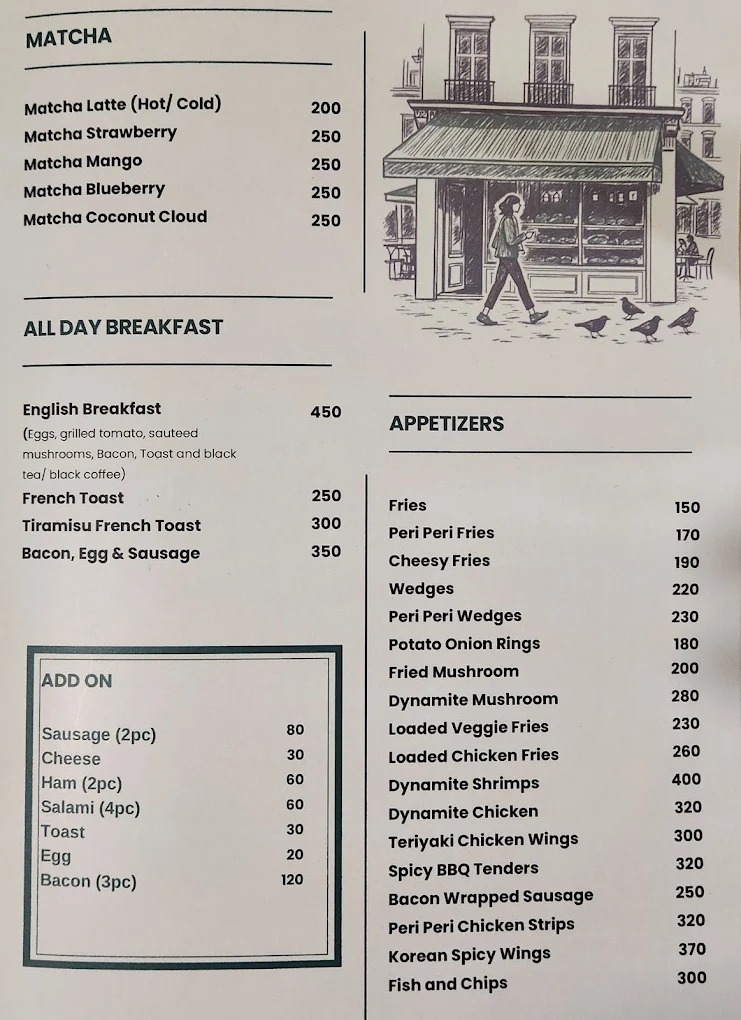 MATCHA
Matcha Latte (Hot/ Cold) 200
Matcha Strawberry 250
Matcha Mango 250
Matcha Blueberry 250
Matcha Coconut Cloud 250
ALL DAY BREAKFAST
English Breakfast 450
(Eggs, grilled tomato, sauteed
mushrooms, Bacon, Toast and black
tea/ black coffee)
French Toast 250
Tiramisu French Toast 300
Bacon, Egg & Sausage 350
ADD ON
Sausage (2pc) 80
Cheese 30
Ham (2pc) 60
Salami (4pc) 60
Toast 30
Egg 20
Bacon (3pc) 120
APPETIZERS
Fries 150
Peri Peri Fries 170
Cheesy Fries 190
Wedges 220
Peri Peri Wedges 230
Potato Onion Rings 180
Fried Mushroom 200
Dynamite Mushroom 280
Loaded Veggie Fries 230
Loaded Chicken Fries 260
Dynamite Shrimps 400
Dynamite Chicken 320
Teriyaki Chicken Wings 300
Spicy BBQ Tenders 320
Bacon Wrapped Sausage 250
Peri Peri Chicken Strips 320
Korean Spicy Wings 370
Fish and Chips 300